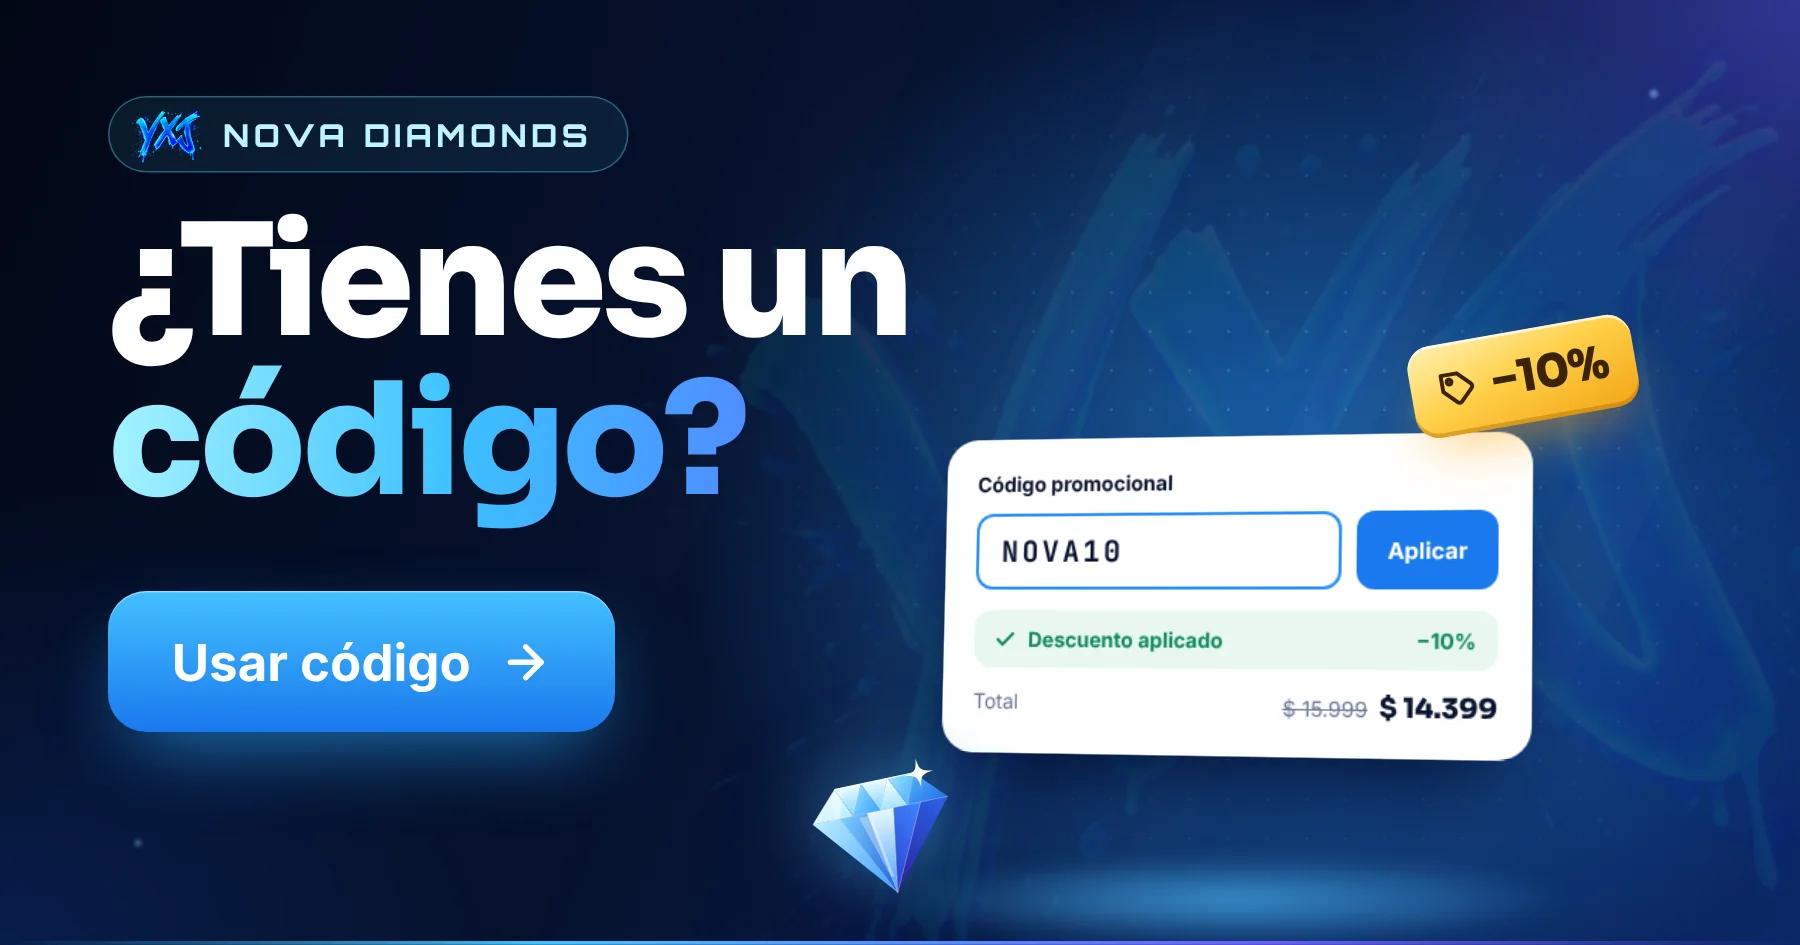 YXS NOVA DIAMONDS
¿Tienes un
código?
Usar código
−10%
Código promocional
NOVA10
Aplicar
Descuento aplicado −10%
Total $ 15.999 $ 14.399